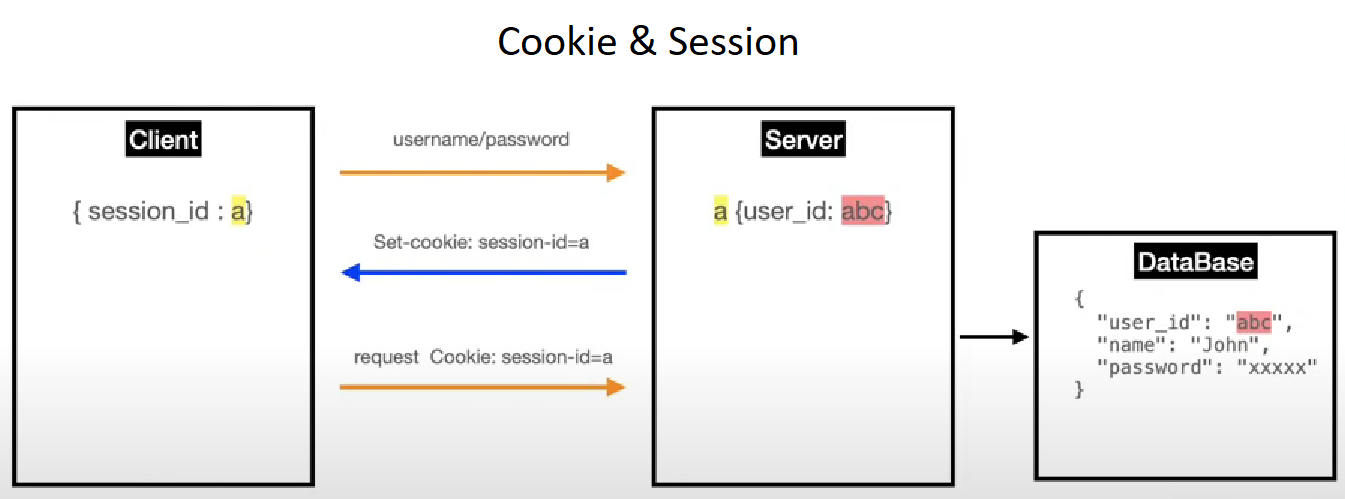 Cookie & Session
Client
{ session_id : a}
username/password
Set-cookie: session-id=a
request Cookie: session-id=a
Server
a {user_id: abc}
DataBase
{
"user_id": "abc",
"name": "John",
"password": "xxxxx"
}